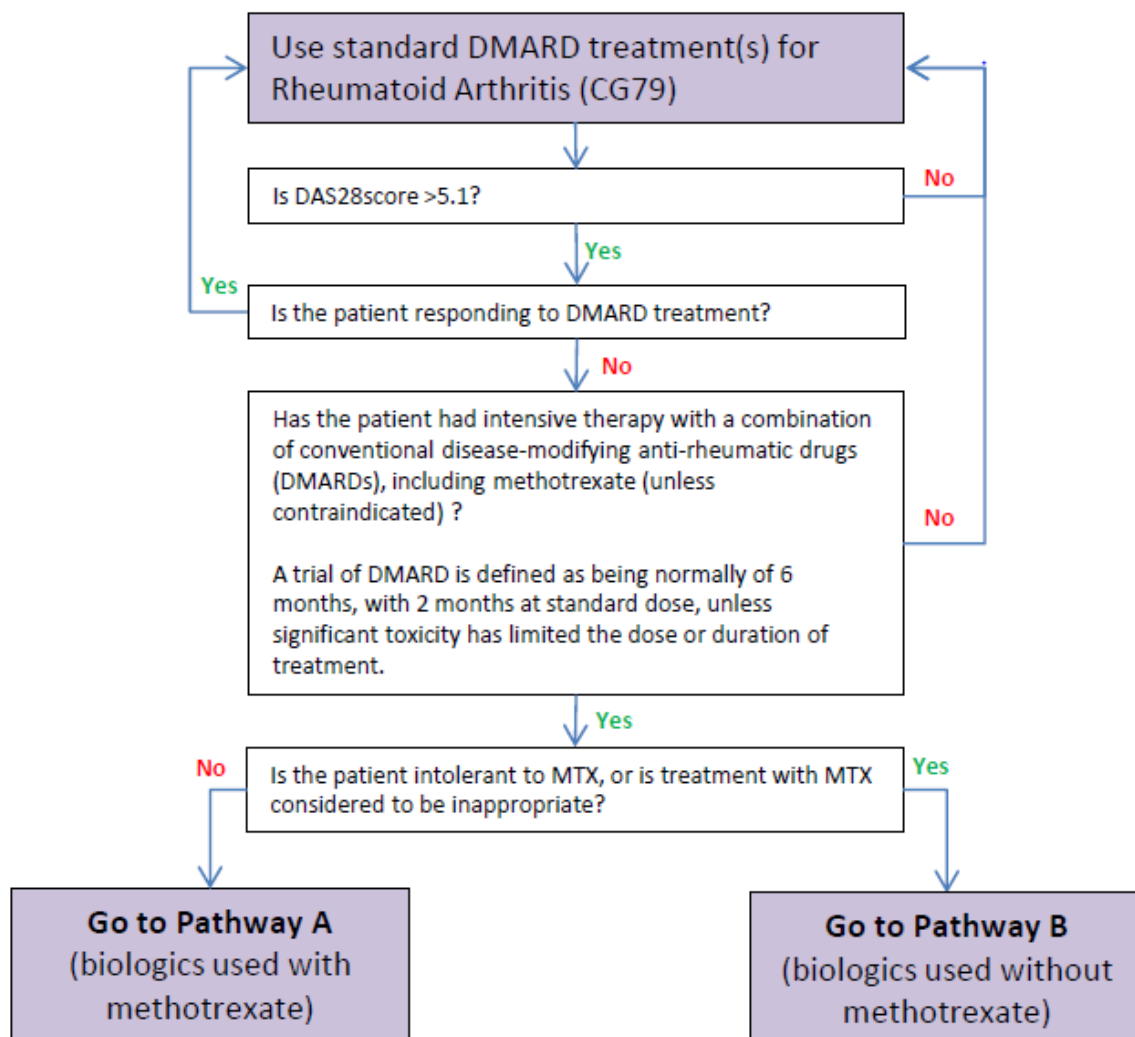 Use standard DMARD treatment(s) for
Rheumatoid Arthritis (CG79)
Is DAS28score >5.1?
No
Yes
Yes
Is the patient responding to DMARD treatment?
No
Has the patient had intensive therapy with a combination
of conventional disease-modifying anti-rheumatic drugs
(DMARDs), including methotrexate (unless
contraindicated) ?
No
A trial of DMARD is defined as being normally of 6
months, with 2 months at standard dose, unless
significant toxicity has limited the dose or duration of
treatment.
Yes
No
Is the patient intolerant to MTX, or is treatment with MTX
considered to be inappropriate?
Yes
Go to Pathway A
(biologics used with
methotrexate)
Go to Pathway B
(biologics used without
methotrexate)